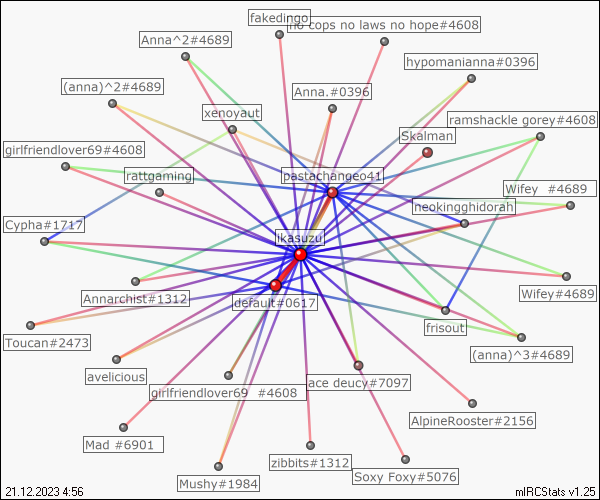 fakedingo
no cops no laws no hope#4608
Anna^2#4689
hypomanianna#0396
(anna)^2#4689
Anna.#0396
xenoyaut
ramshackle gorey#4608
Skalman
girlfriendlover69#4608
rattgaming
pastachangeo41
Wifey #4689
heokingghidorah
Cypha#1717
ikasuzu
Annarchist#1312
default#0617
Wifey#4689
frisout
Toucan#2473
(anna)^3#4689
avelicious
ace deucy#7097
girlfriendlover69 #4608
AlpineRooster#2156
Mad #6901
zibbits#1312
Soxy Foxy#5076
Mushy#1984
21.12.2023 4:56
mIRCStats v1.25